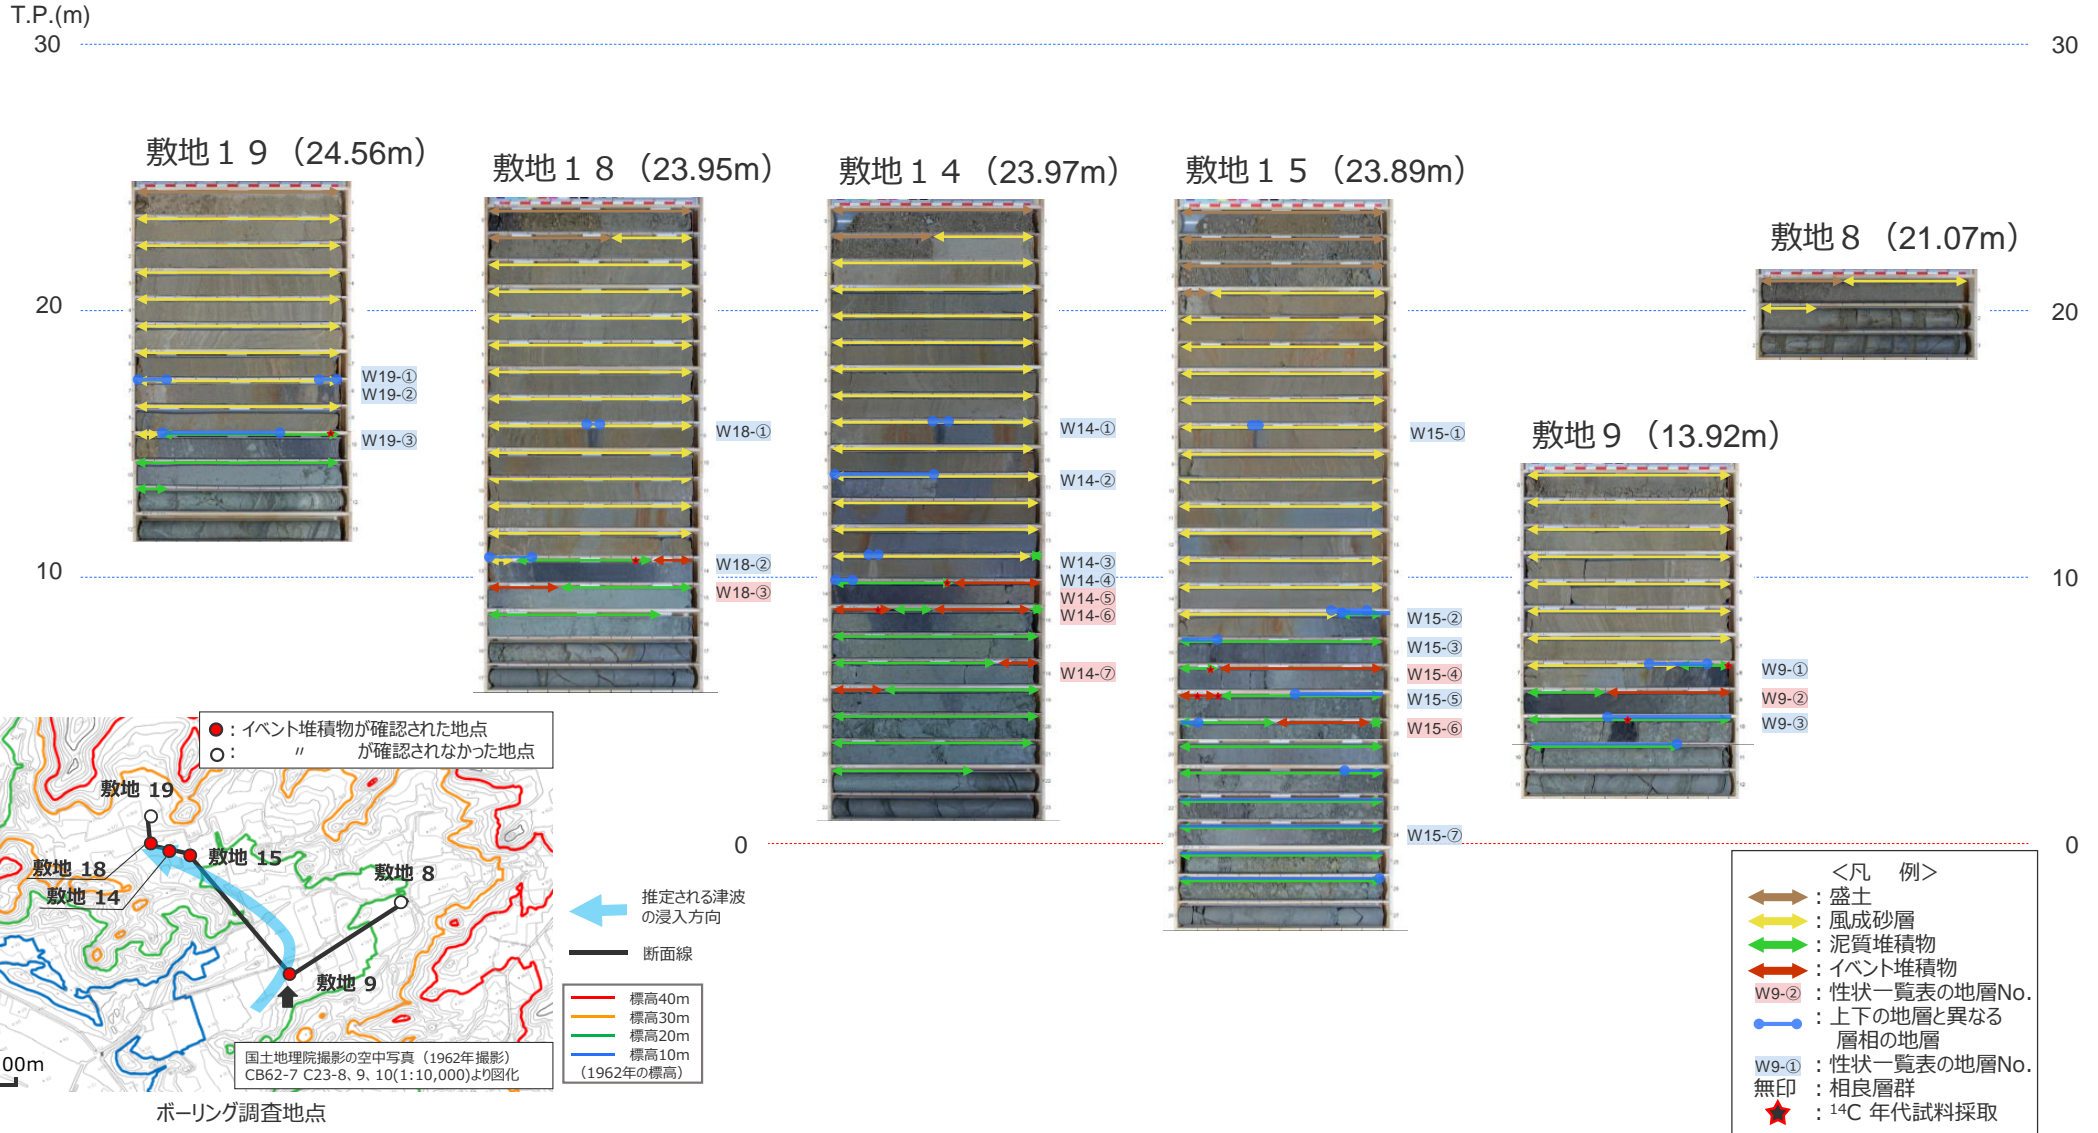 T.P.(m)
30
30
敷地１９（24.56m）
敷地１８（23.95m）
敷地１４（23.97m）
敷地１５（23.89m）
敷地８（21.07m）
20
20
敷地９（13.92m）
W19-①
W19-②
W19-③
W18-①
W18-②
W18-③
W14-①
W14-②
W14-③
W14-④
W14-⑤
W14-⑥
W14-⑦
W15-①
W15-②
W15-③
W15-④
W15-⑤
W15-⑥
W15-⑦
W9-①
W9-②
W9-③
10
10
0
0
：イベント堆積物が確認された地点
：　〃　が確認されなかった地点
敷地 19
敷地 18
敷地 14
敷地 15
敷地 8
敷地 9
推定される津波
の浸入方向
断面線
標高40m
標高30m
標高20m
標高10m
（1962年の標高）
国土地理院撮影の空中写真（1962年撮影）
CB62-7 C23-8、9、10(1:10,000)より図化
00m
ボーリング調査地点
＜凡　例＞
：盛土
：風成砂層
：泥質堆積物
：イベント堆積物
W9-②：性状一覧表の地層No.
：上下の地層と異なる
層相の地層
W9-①：性状一覧表の地層No.
無印：相良層群
：14C 年代試料採取